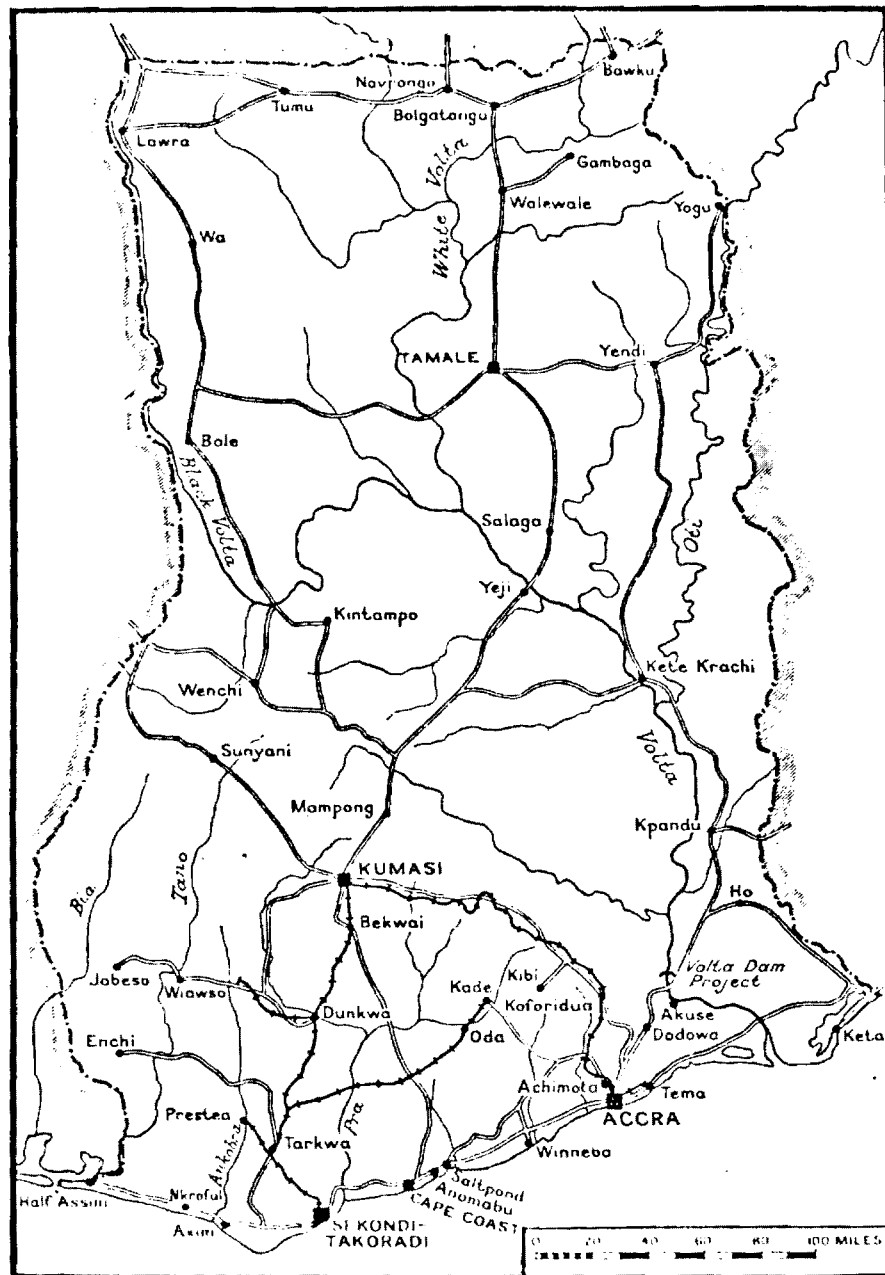 Navrongo
Bawku
Tumu
Bolgatangu
Lawra
Gambaga
White Volta
Walewale
Yogu
Wa
TAMALE
Yendi
Bole
Black Volta
Oti
Salaga
Yeji
Kintampo
Kete Krachi
Wenchi
Volta
Sunyani
Mampong
Kpandu
KUMASI
Bia
Tano
Ho
Bekwai
Volta Dam
Project
Jabeso
Wiawso
Kade
Kibi
Koforidua
Dunkwa
Oda
Akuse
Dodowa
Keta
Enchi
Achimota
Tema
Prestea
Pra
ACCRA
Ankobra
Tarkwa
Winneba
Saltpond
Anomabu
CAPE COAST
Half Assini
Nkroful
Axim
SEKONDI-
TAKORADI
0 20 40 60 80 100 MILES